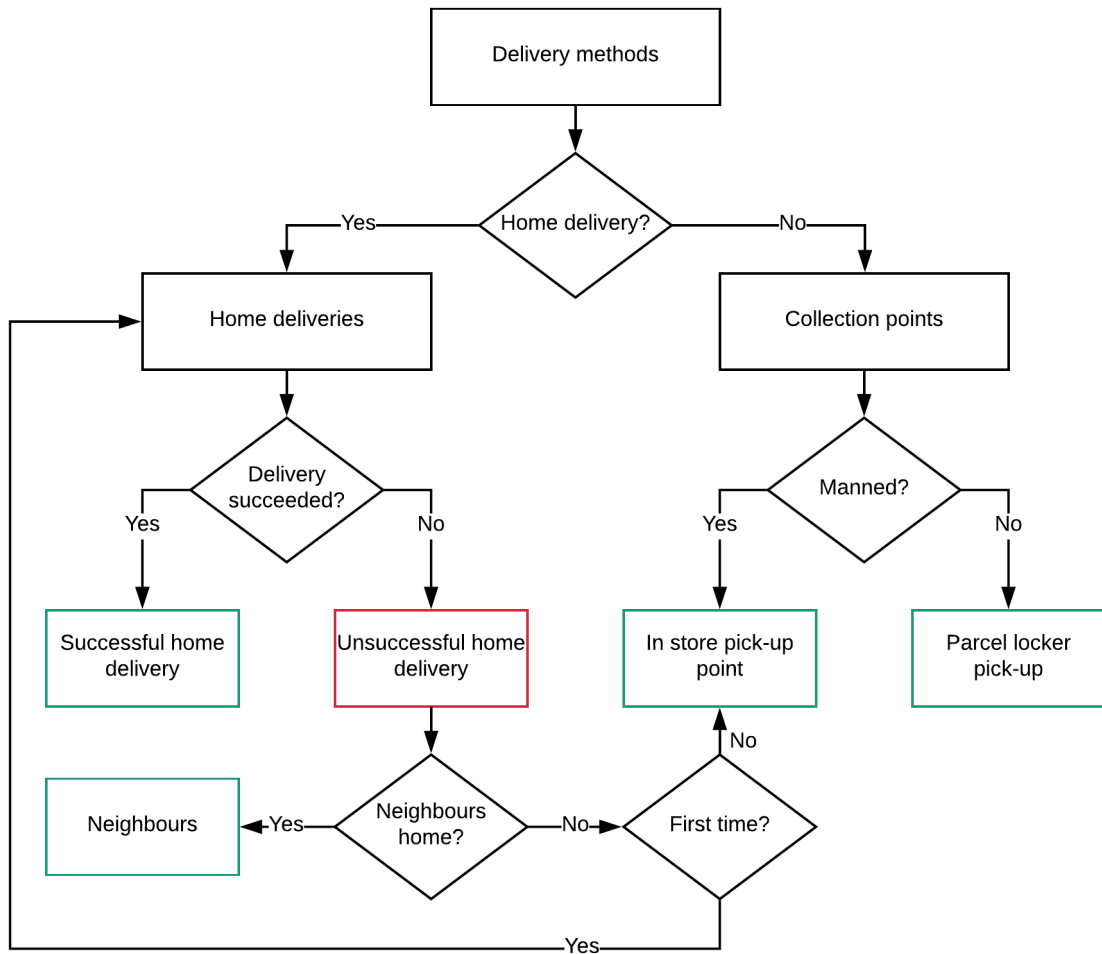 Delivery methods
Home delivery?
Yes
No
Home deliveries
Collection points
Delivery
succeeded?
Manned?
Yes
No
Yes
No
Successful home
delivery
Unsuccessful home
delivery
In store pick-up
point
Parcel locker
pick-up
No
Neighbours
Yes
Neighbours
home?
No
First time?
Yes